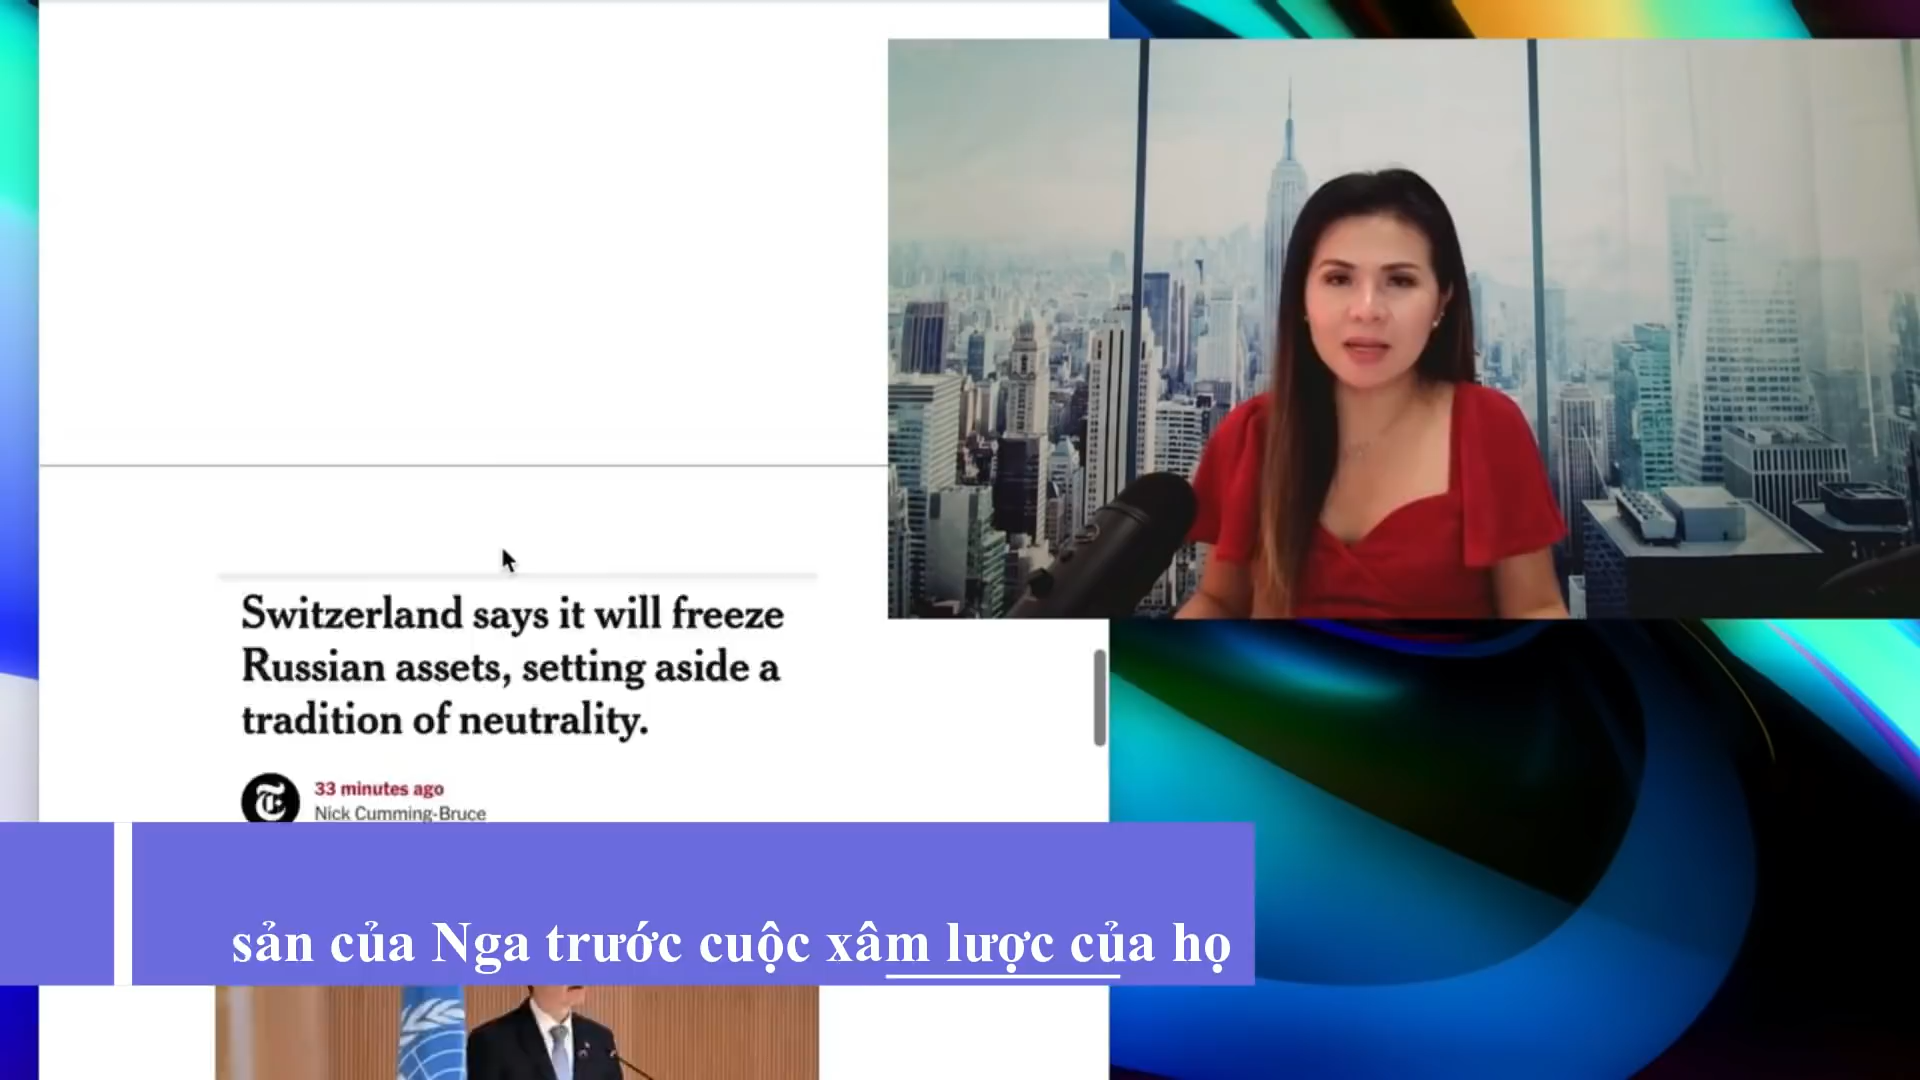 Switzerland says it will freeze
Russian assets, setting aside a
tradition of neutrality.
33 minutes ago
Nick Cumming-Bruce
sản của Nga trước cuộc xâm lược của họ